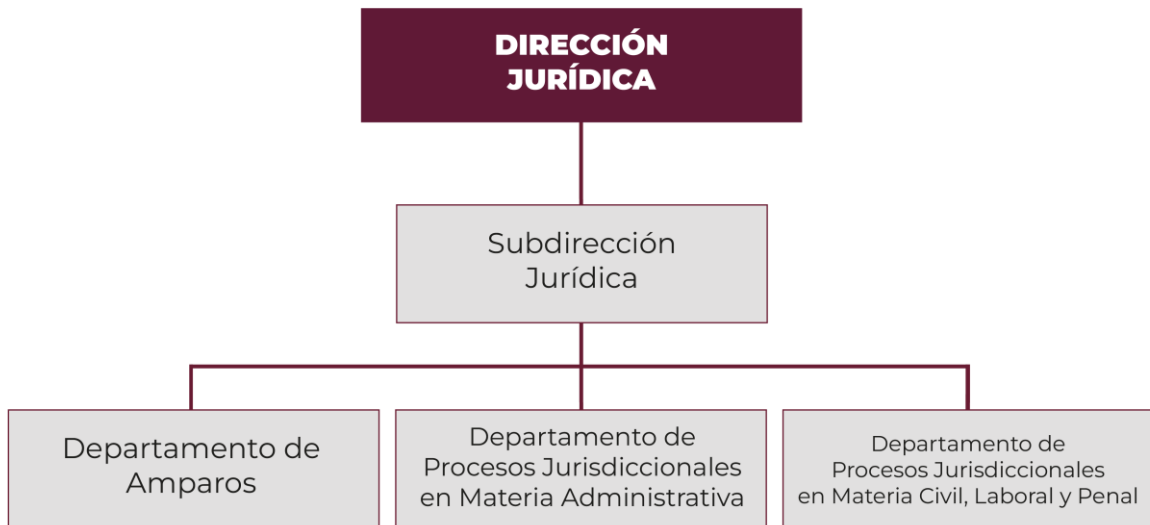 DIRECCIÓN
JURÍDICA
Subdirección
Jurídica
Departamento de
Amparos
Departamento de
Procesos Jurisdiccionales
en Materia Administrativa
Departamento de
Procesos Jurisdiccionales
en Materia Civil, Laboral y Penal